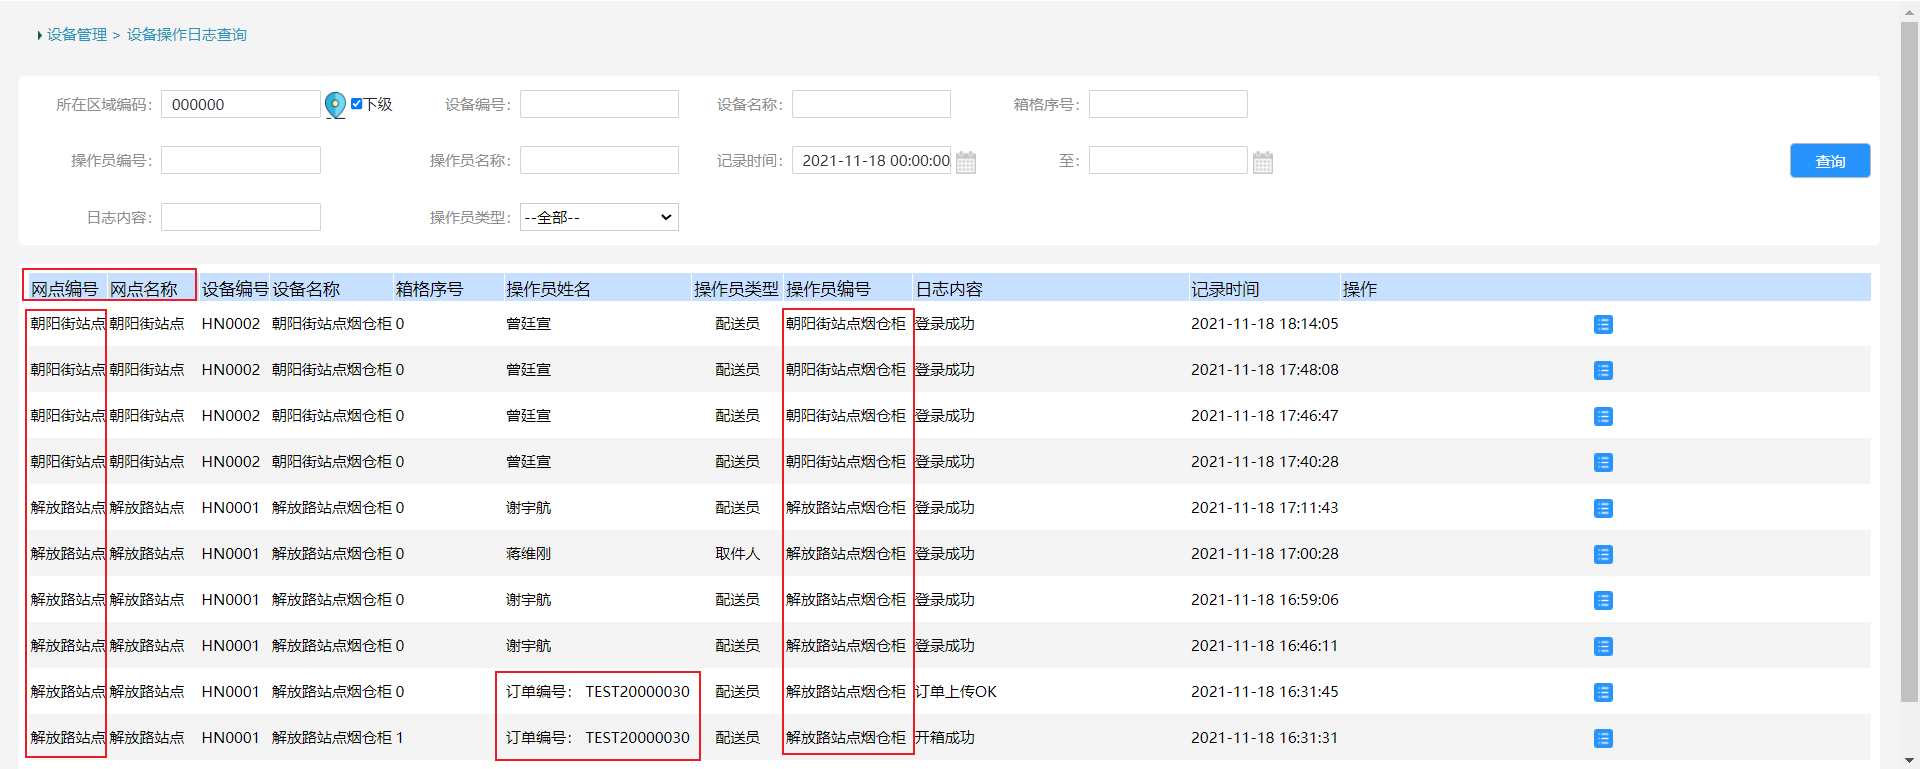 设备管理 > 设备操作日志查询
所在区域编码： 000000 下级 设备编号： 设备名称： 箱格序号：
操作员编号： 操作员名称： 记录时间： 2021-11-18 00:00:00 至： 查询
日志内容： 操作员类型： --全部--
网点编号 网点名称 设备编号 设备名称 箱格序号 操作员姓名 操作员类型 操作员编号 日志内容 记录时间 操作
朝阳街站点 朝阳街站点 HN0002 朝阳街站点烟仓柜 0 曾廷宣 配送员 朝阳街站点烟仓柜 登录成功 2021-11-18 18:14:05
朝阳街站点 朝阳街站点 HN0002 朝阳街站点烟仓柜 0 曾廷宣 配送员 朝阳街站点烟仓柜 登录成功 2021-11-18 17:48:08
朝阳街站点 朝阳街站点 HN0002 朝阳街站点烟仓柜 0 曾廷宣 配送员 朝阳街站点烟仓柜 登录成功 2021-11-18 17:46:47
朝阳街站点 朝阳街站点 HN0002 朝阳街站点烟仓柜 0 曾廷宣 配送员 朝阳街站点烟仓柜 登录成功 2021-11-18 17:40:28
解放路站点 解放路站点 HN0001 解放路站点烟仓柜 0 谢宇航 配送员 解放路站点烟仓柜 登录成功 2021-11-18 17:11:43
解放路站点 解放路站点 HN0001 解放路站点烟仓柜 0 蒋维刚 取件人 解放路站点烟仓柜 登录成功 2021-11-18 17:00:28
解放路站点 解放路站点 HN0001 解放路站点烟仓柜 0 谢宇航 配送员 解放路站点烟仓柜 登录成功 2021-11-18 16:59:06
解放路站点 解放路站点 HN0001 解放路站点烟仓柜 0 谢宇航 配送员 解放路站点烟仓柜 登录成功 2021-11-18 16:46:11
解放路站点 解放路站点 HN0001 解放路站点烟仓柜 0 订单编号： TEST20000030 配送员 解放路站点烟仓柜 订单上传OK 2021-11-18 16:31:45
解放路站点 解放路站点 HN0001 解放路站点烟仓柜 1 订单编号： TEST20000030 配送员 解放路站点烟仓柜 开箱成功 2021-11-18 16:31:31